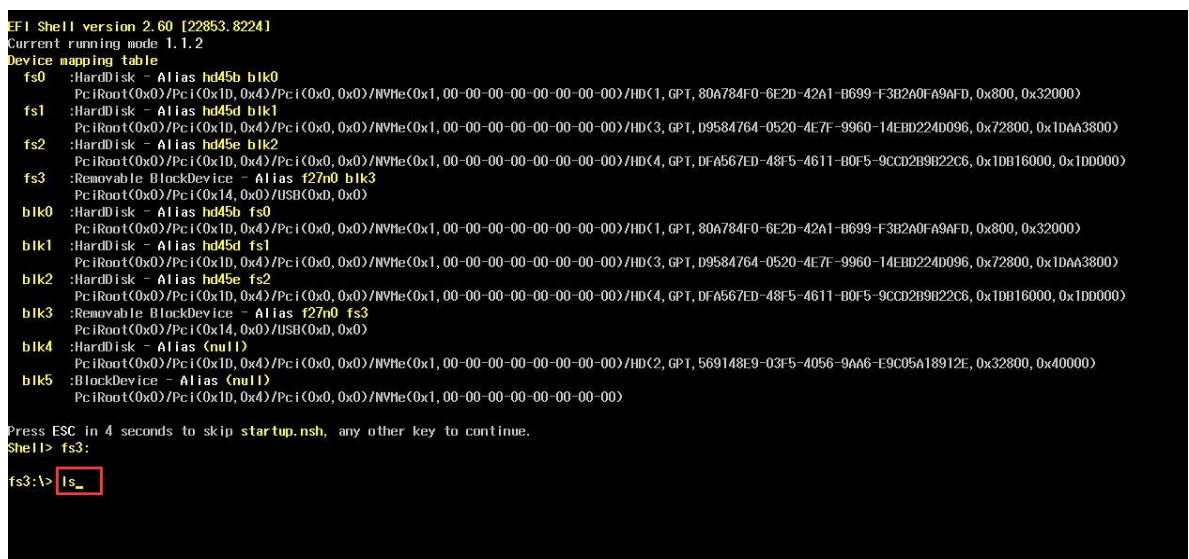 EFI Shell version 2.60 [22853.8224]
Current running mode 1.1.2
Device mapping table
fs0 :HardDisk - Alias hd45b blk0
PciRoot(0x0)/Pci(0x1D,0x4)/Pci(0x0,0x0)/NVMe(0x1,00-00-00-00-00-00-00-00)/HD(1,GPT,80A784F0-6E2D-42A1-B699-F3B2A0FA9AFD,0x800,0x32000)
fs1 :HardDisk - Alias hd45d blk1
PciRoot(0x0)/Pci(0x1D,0x4)/Pci(0x0,0x0)/NVMe(0x1,00-00-00-00-00-00-00-00)/HD(3,GPT,D9584764-0520-4E7F-9960-14EBD224D096,0x72800,0x1DAA3800)
fs2 :HardDisk - Alias hd45e blk2
PciRoot(0x0)/Pci(0x1D,0x4)/Pci(0x0,0x0)/NVMe(0x1,00-00-00-00-00-00-00-00)/HD(4,GPT,DFA567ED-48F5-4611-B0F5-9CCD2B9B22C6,0x1DB16000,0x1DD000)
fs3 :Removable BlockDevice - Alias f27n0 blk3
PciRoot(0x0)/Pci(0x14,0x0)/USB(0xD,0x0)
blk0 :HardDisk - Alias hd45b fs0
PciRoot(0x0)/Pci(0x1D,0x4)/Pci(0x0,0x0)/NVMe(0x1,00-00-00-00-00-00-00-00)/HD(1,GPT,80A784F0-6E2D-42A1-B699-F3B2A0FA9AFD,0x800,0x32000)
blk1 :HardDisk - Alias hd45d fs1
PciRoot(0x0)/Pci(0x1D,0x4)/Pci(0x0,0x0)/NVMe(0x1,00-00-00-00-00-00-00-00)/HD(3,GPT,D9584764-0520-4E7F-9960-14EBD224D096,0x72800,0x1DAA3800)
blk2 :HardDisk - Alias hd45e fs2
PciRoot(0x0)/Pci(0x1D,0x4)/Pci(0x0,0x0)/NVMe(0x1,00-00-00-00-00-00-00-00)/HD(4,GPT,DFA567ED-48F5-4611-B0F5-9CCD2B9B22C6,0x1DB16000,0x1DD000)
blk3 :Removable BlockDevice - Alias f27n0 fs3
PciRoot(0x0)/Pci(0x14,0x0)/USB(0xD,0x0)
blk4 :HardDisk - Alias (null)
PciRoot(0x0)/Pci(0x1D,0x4)/Pci(0x0,0x0)/NVMe(0x1,00-00-00-00-00-00-00-00)/HD(2,GPT,569148E9-03F5-4056-9AA6-E9C05A18912E,0x32800,0x40000)
blk5 :BlockDevice - Alias (null)
PciRoot(0x0)/Pci(0x1D,0x4)/Pci(0x0,0x0)/NVMe(0x1,00-00-00-00-00-00-00-00)
Press ESC in 4 seconds to skip startup.nsh, any other key to continue.
Shell> fs3:
fs3:\> ls_